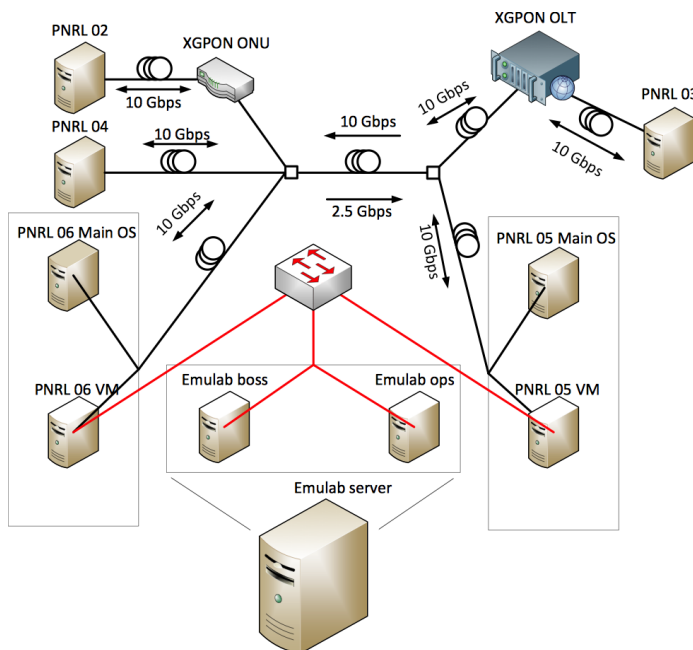 PNRL 02
XGPON ONU
XGPON OLT
10 Gbps
10 Gbps
PNRL 03
10 Gbps
PNRL 04
10 Gbps
10 Gbps
10 Gbps
2.5 Gbps
10 Gbps
PNRL 06 Main OS
PNRL 05 Main OS
PNRL 06 VM
Emulab boss
Emulab ops
PNRL 05 VM
Emulab server